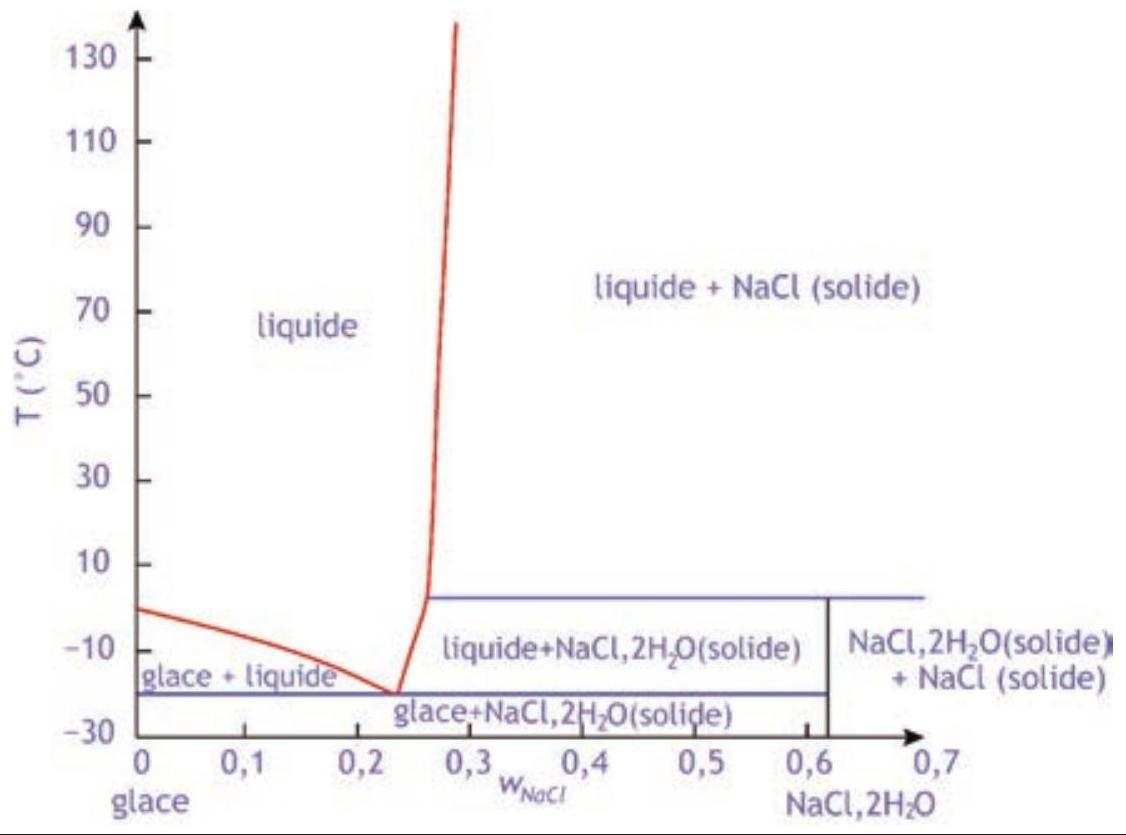 130
110
90
70
50
30
10
−10
−30
T (°C)
liquide
liquide + NaCl (solide)
liquide+NaCl,2H₂O(solide)
NaCl,2H₂O(solide)
+ NaCl (solide)
glace + liquide
glace+NaCl,2H₂O(solide)
0 0,1 0,2 0,3 0,4 0,5 0,6 0,7
w_NaCl
glace
NaCl,2H₂O